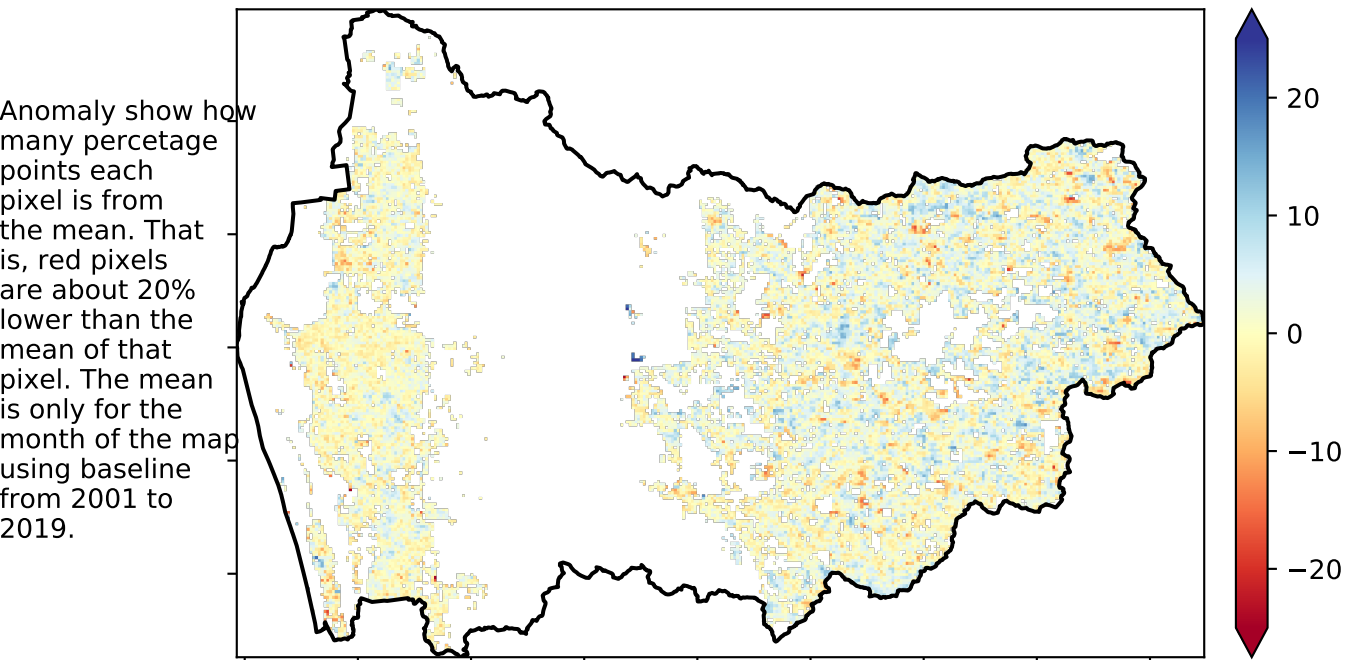 Anomaly show how
many percetage
points each
pixel is from
the mean. That
is, red pixels
are about 20%
lower than the
mean of that
pixel. The mean
is only for the
month of the map
using baseline
from 2001 to
2019.
20
10
0
−10
−20